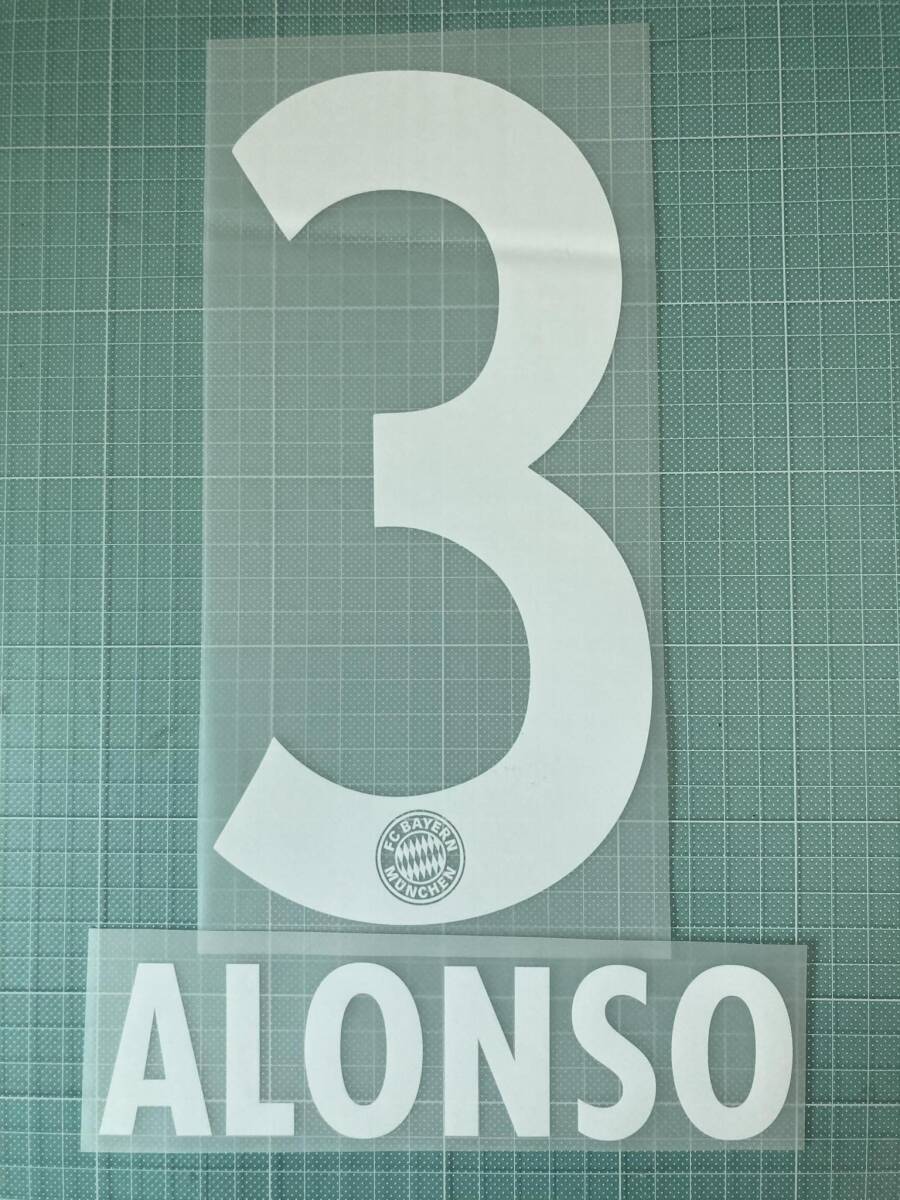 3
FC BAYERN
MÜNCHEN
ALONSO